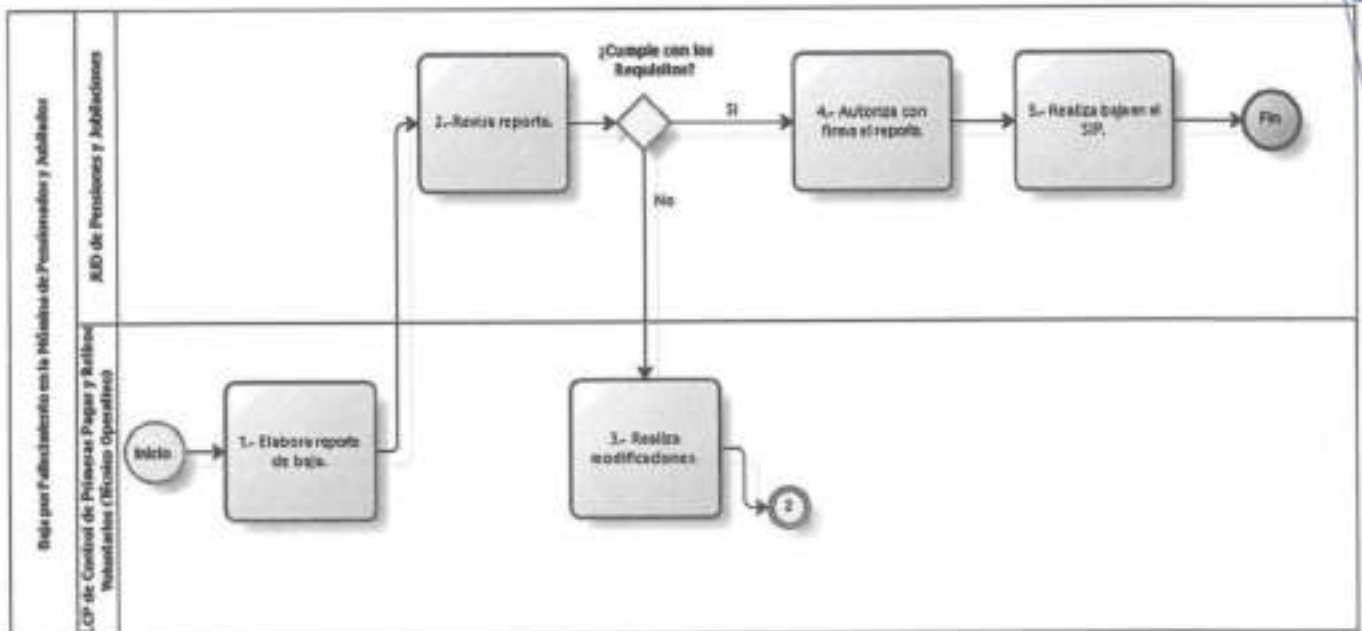 Baja por Fallecimiento en la Nómina de Pensionados y Jubilados
JUD de Pensiones y Jubilaciones
LCP de Control de Primeras Pagas y Retiros
Voluntarios (Técnico Operativo)
¿Cumple con los
Requisitos?
2.-Revisa reporte.
Si
4.- Autoriza con
firma el reporte.
5.- Realiza baja en el
SIP.
Fin
No
Inicio
1.- Elabora reporte
de baja.
3.- Realiza
modificaciones
2